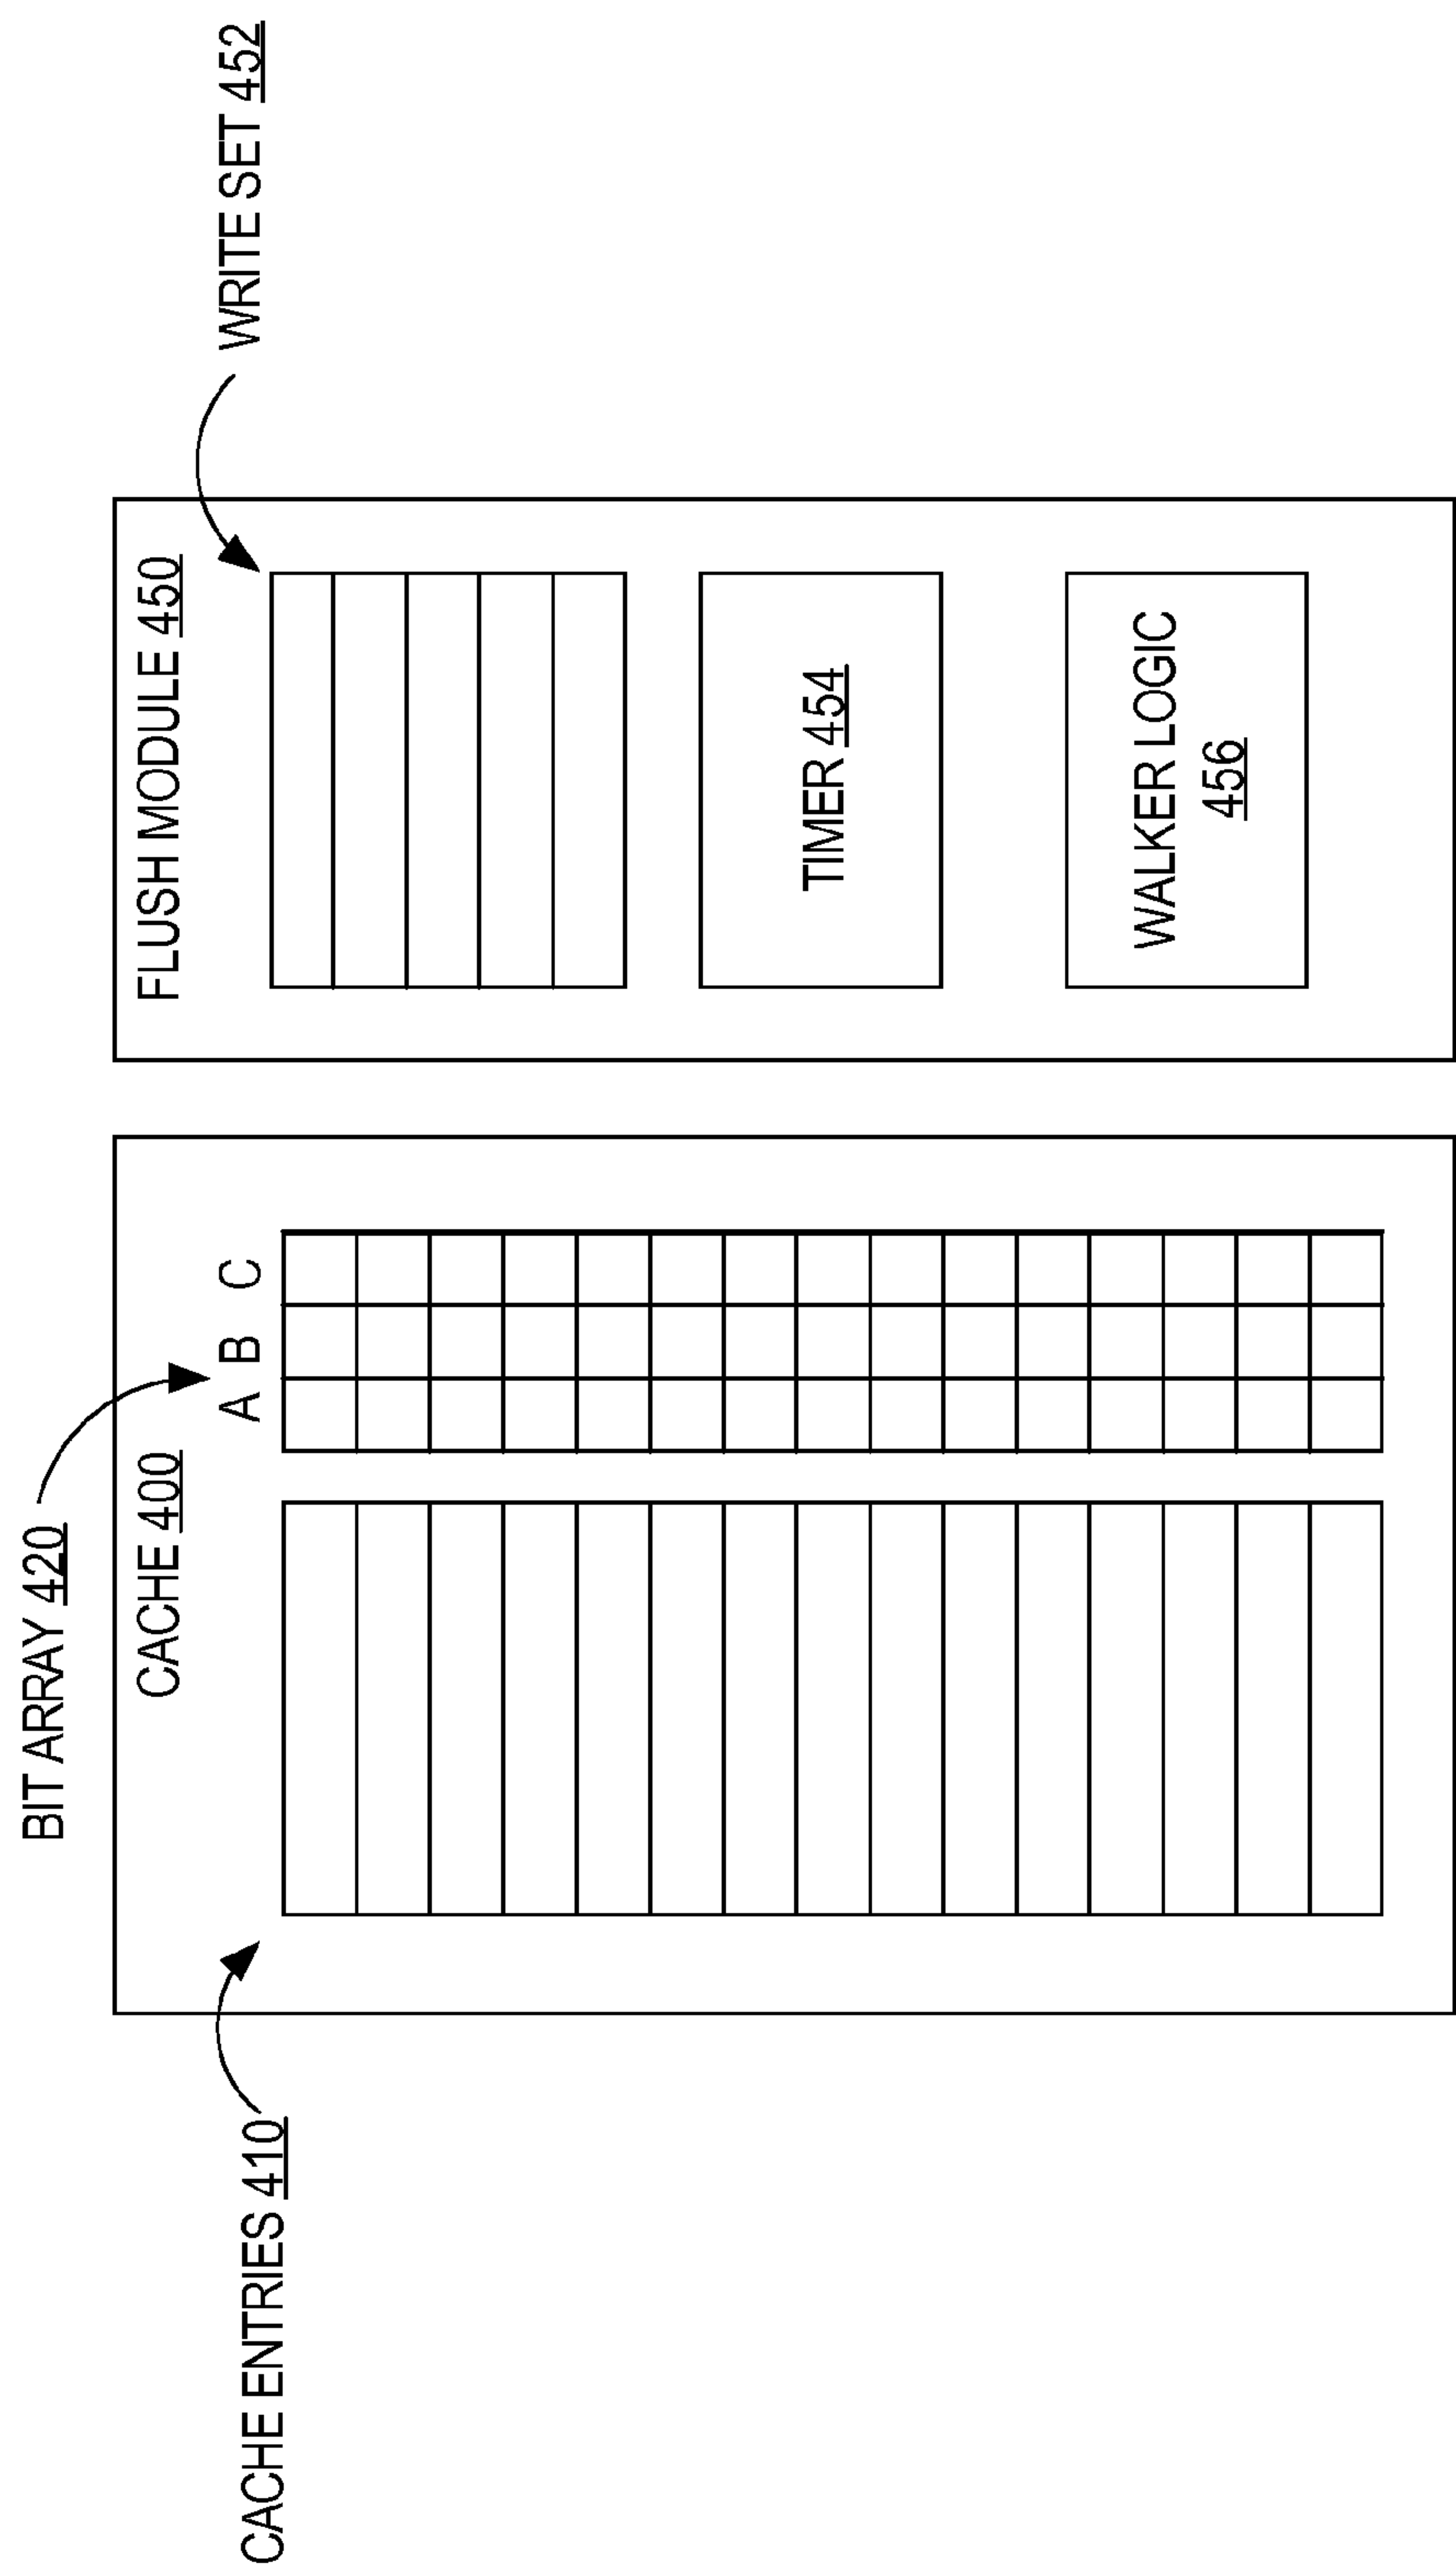 BIT ARRAY 420
CACHE 400
A B C
CACHE ENTRIES 410
FLUSH MODULE 450
WRITE SET 452
TIMER 454
WALKER LOGIC
456